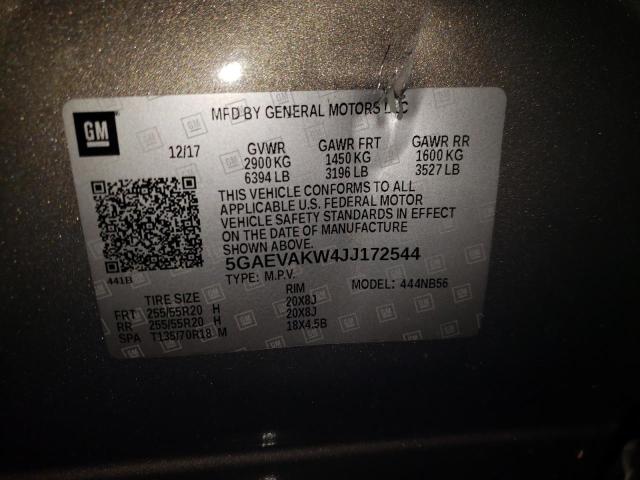 GM
MFD BY GENERAL MOTORS LLC
12/17 GVWR GAWR FRT GAWR RR
2900 KG 1450 KG 1600 KG
6394 LB 3196 LB 3527 LB
THIS VEHICLE CONFORMS TO ALL
APPLICABLE U.S. FEDERAL MOTOR
VEHICLE SAFETY STANDARDS IN EFFECT
ON THE DATE OF MANUFACTURE
SHOWN ABOVE.
441B
5GAEVAKW4JJ172544
TYPE: M.P.V. MODEL: 444NB56
TIRE SIZE RIM
FRT 255/55R20 H 20X8J
RR 255/55R20 H 20X8J
SPA T135/70R18 M 18X4.5B